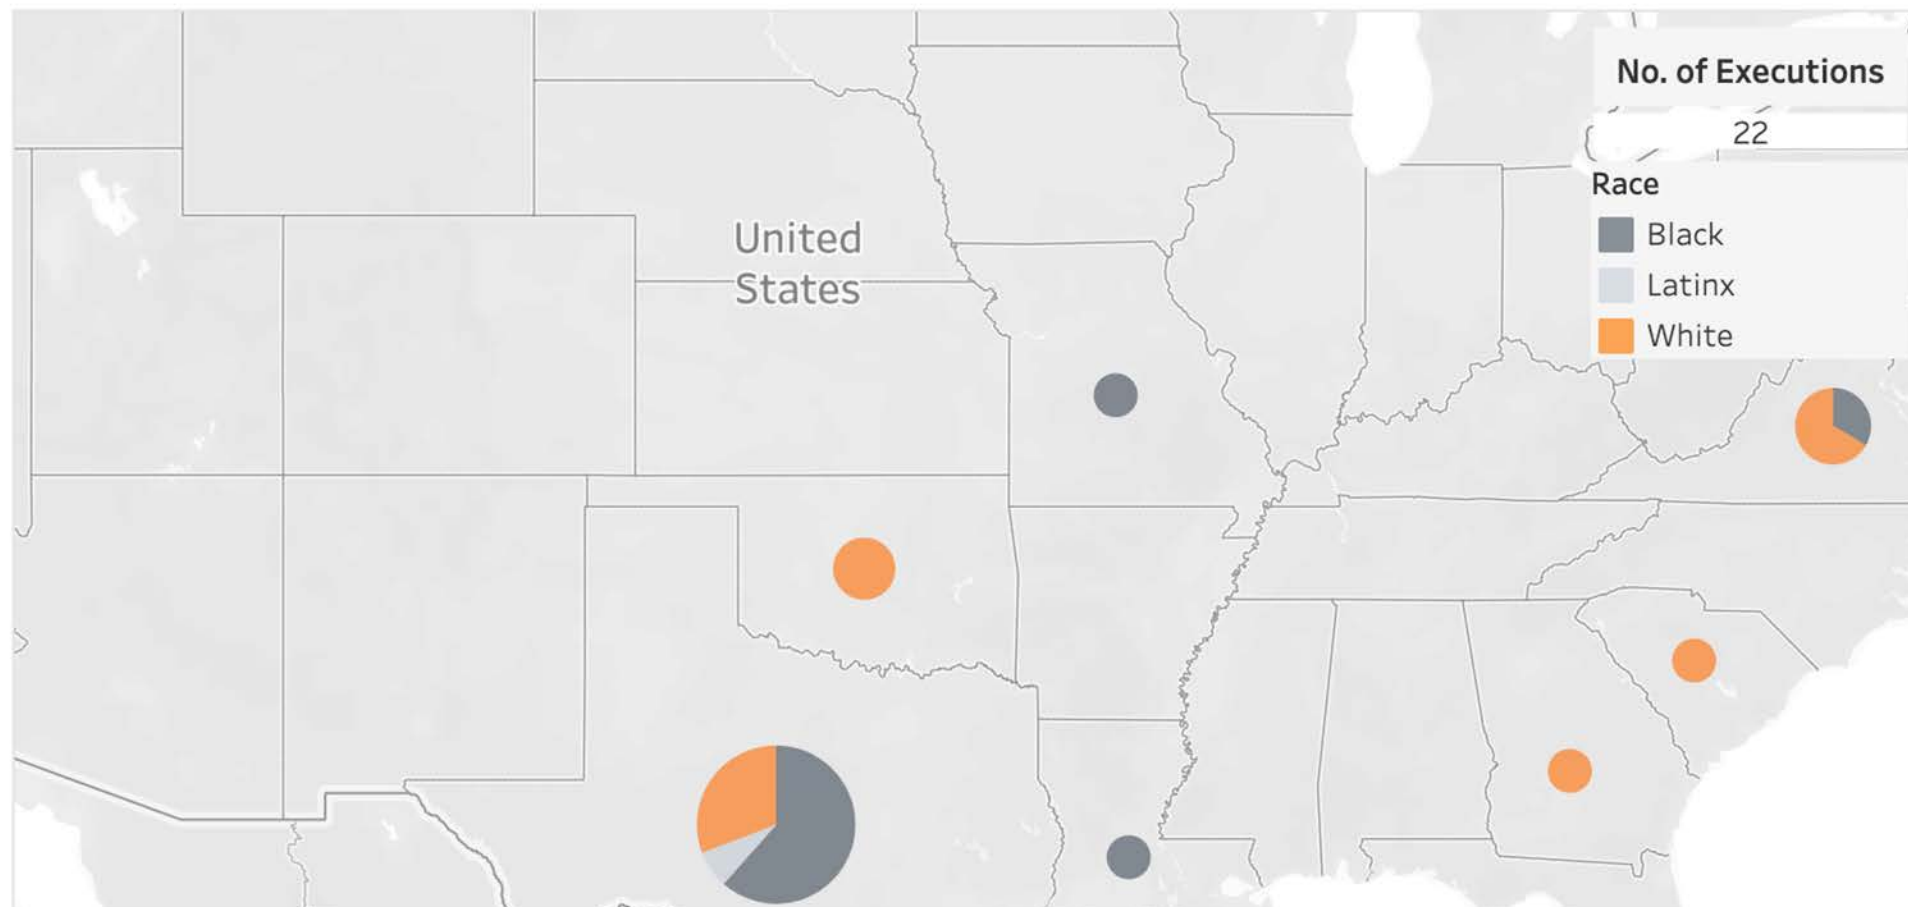 No. of Executions
22
Race
Black
Latinx
White
United
States